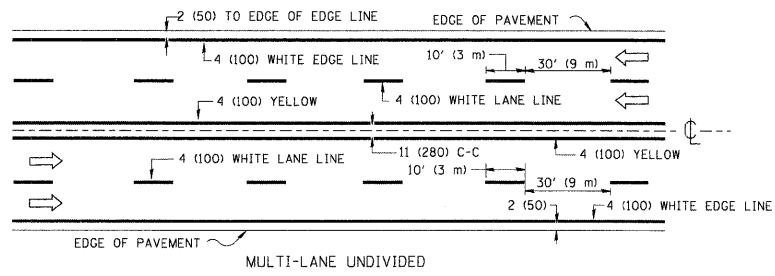 2 (50) TO EDGE OF EDGE LINE
EDGE OF PAVEMENT
4 (100) WHITE EDGE LINE
10' (3 m)
30' (9 m)
4 (100) YELLOW
4 (100) WHITE LANE LINE
℄
4 (100) WHITE LANE LINE
11 (280) C-C
4 (100) YELLOW
10' (3 m)
30' (9 m)
2 (50)
4 (100) WHITE EDGE LINE
EDGE OF PAVEMENT
MULTI-LANE UNDIVIDED